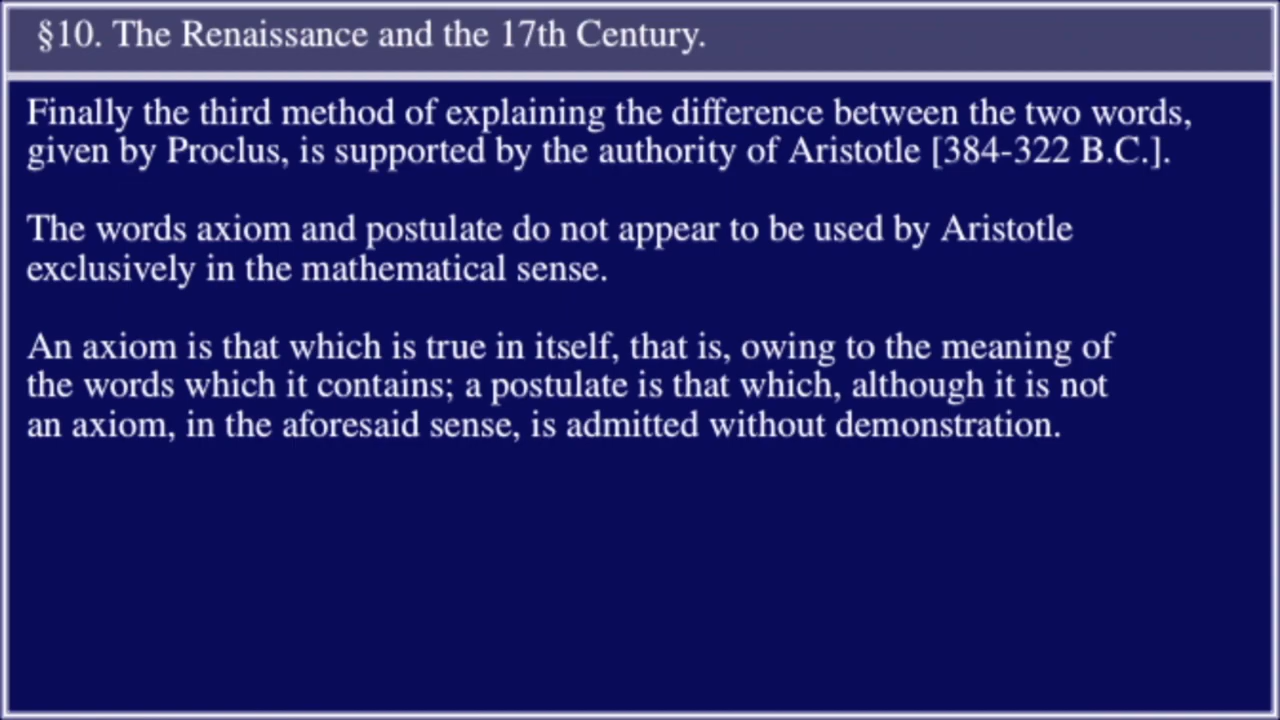 §10. The Renaissance and the 17th Century.
Finally the third method of explaining the difference between the two words,
given by Proclus, is supported by the authority of Aristotle [384-322 B.C.].
The words axiom and postulate do not appear to be used by Aristotle
exclusively in the mathematical sense.
An axiom is that which is true in itself, that is, owing to the meaning of
the words which it contains; a postulate is that which, although it is not
an axiom, in the aforesaid sense, is admitted without demonstration.